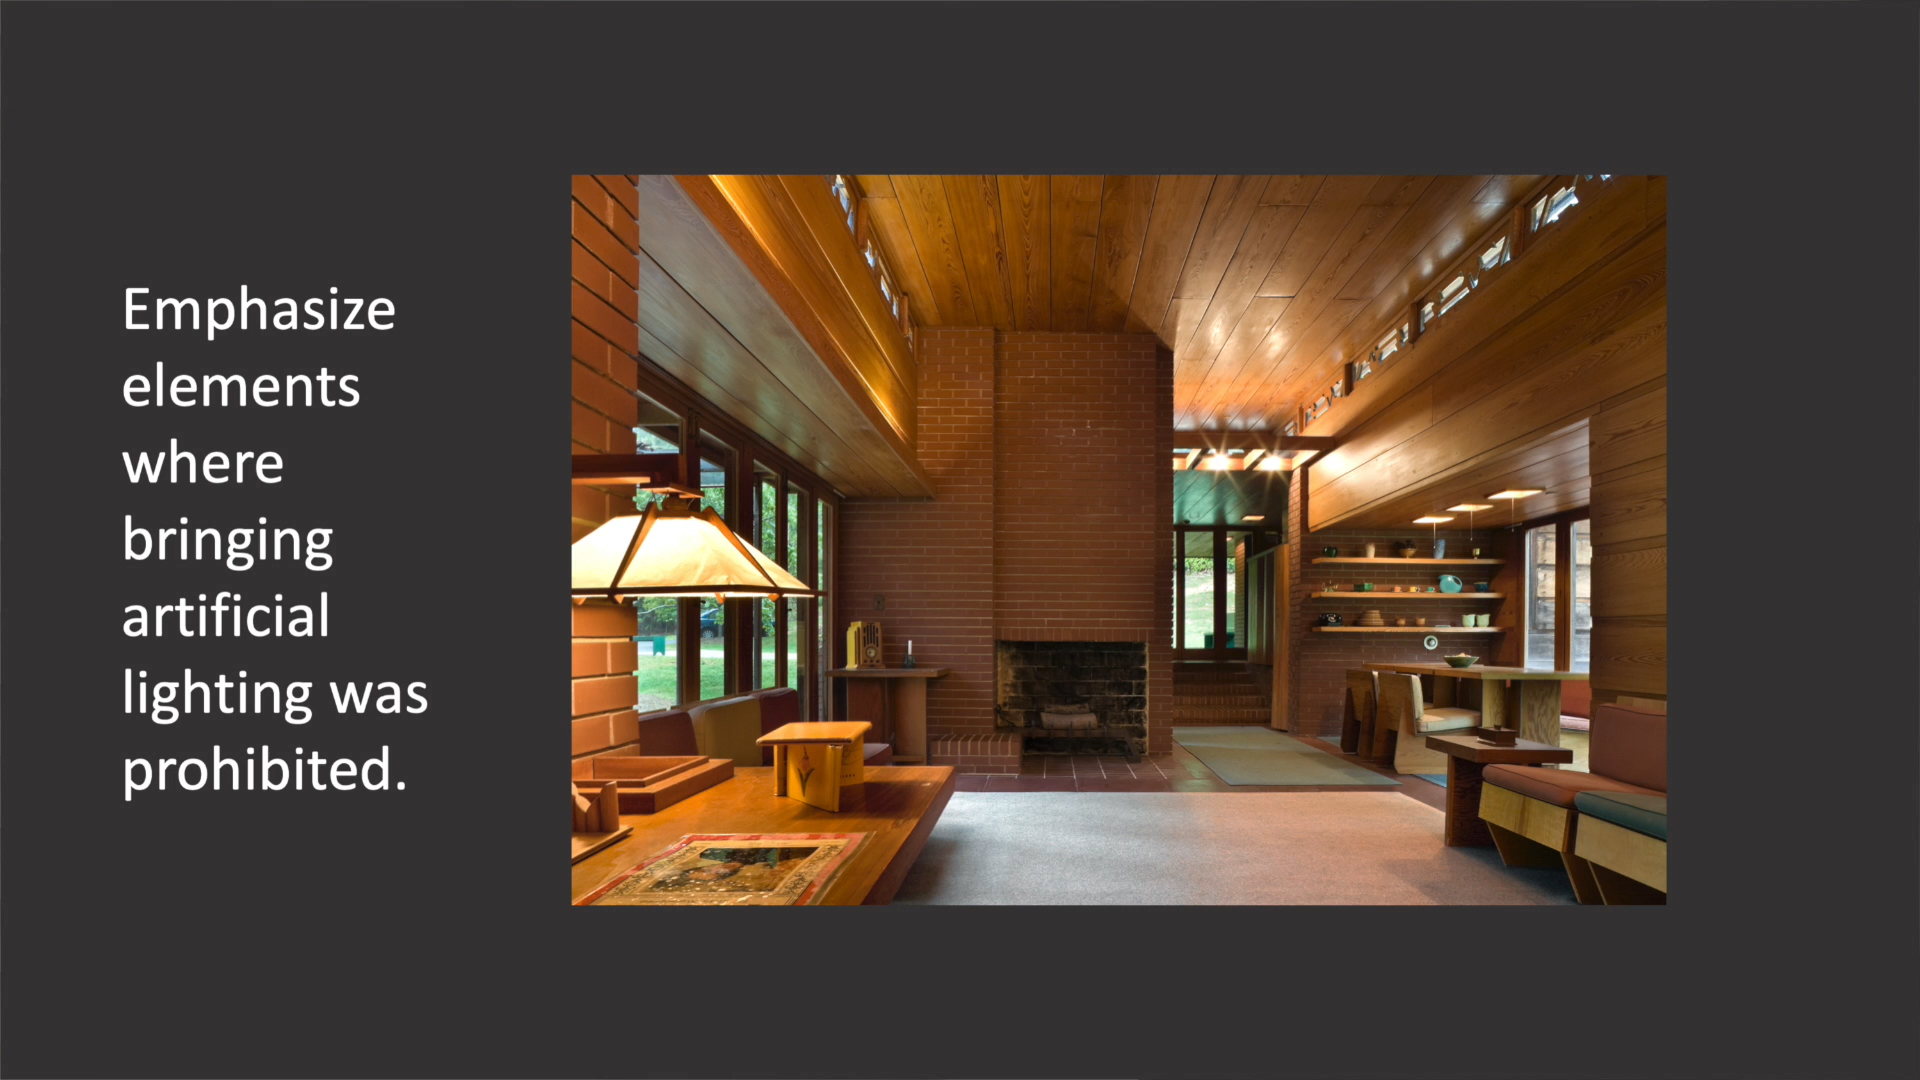 Emphasize
elements
where
bringing
artificial
lighting was
prohibited.